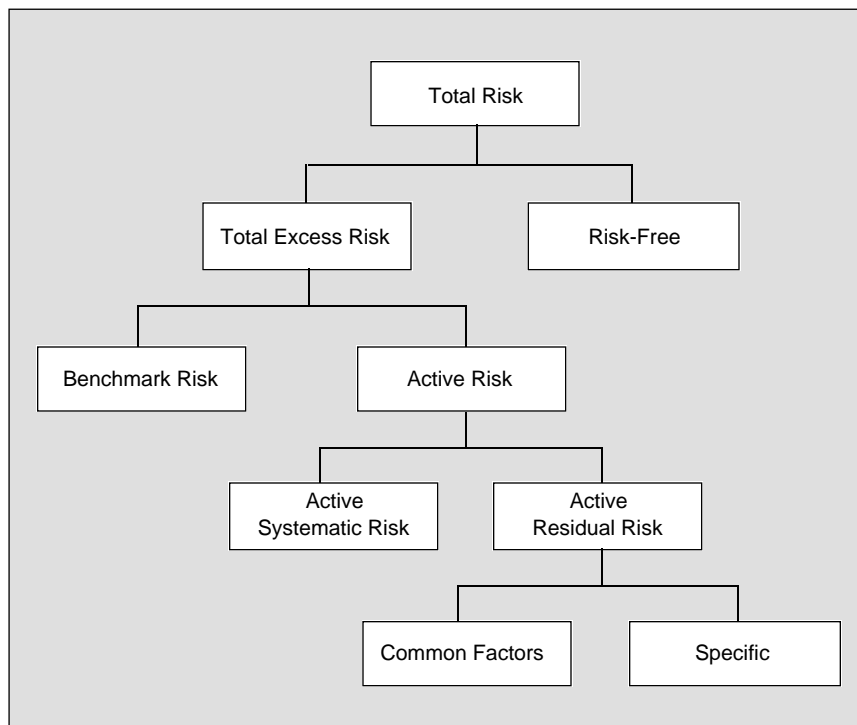 Total Risk
Total Excess Risk
Risk-Free
Benchmark Risk
Active Risk
Active
Systematic Risk
Active
Residual Risk
Common Factors
Specific